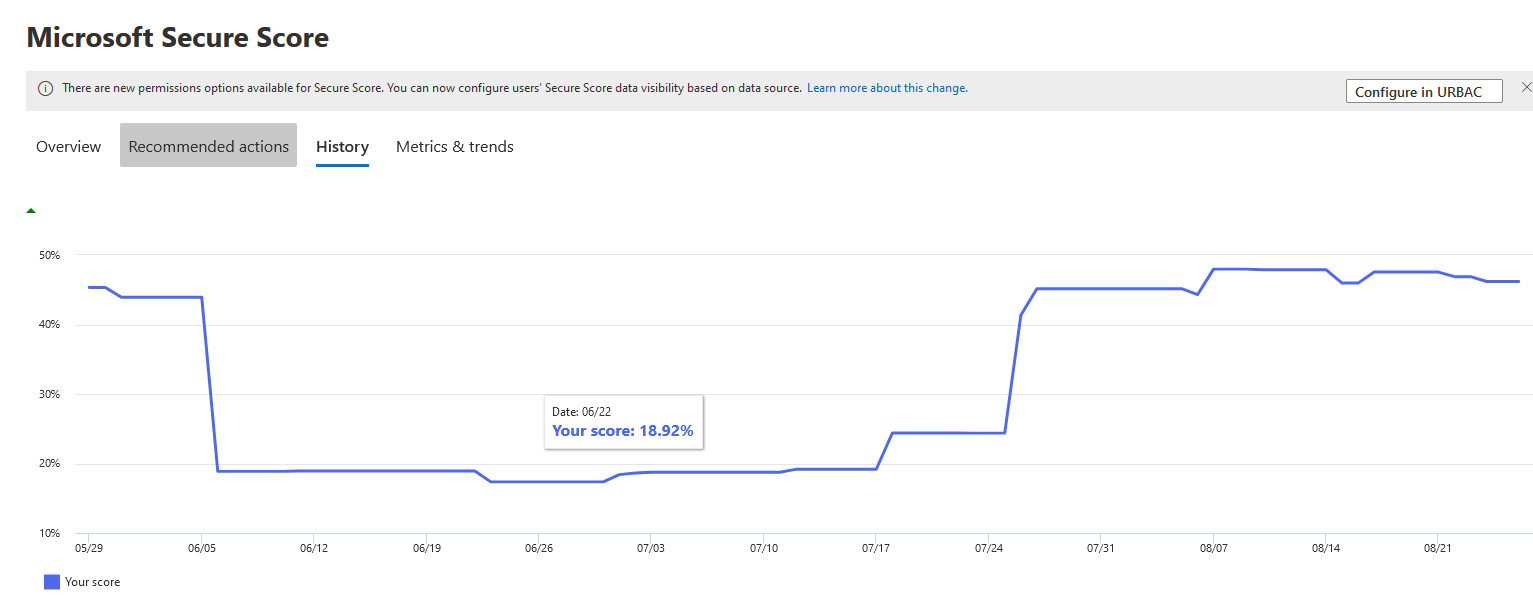 Microsoft Secure Score
There are new permissions options available for Secure Score. You can now configure users' Secure Score data visibility based on data source. Learn more about this change.
Configure in URBAC
Overview
Recommended actions
History
Metrics & trends
50%
40%
30%
20%
10%
Date: 06/22
Your score: 18.92%
05/29
06/05
06/12
06/19
06/26
07/03
07/10
07/17
07/24
07/31
08/07
08/14
08/21
Your score